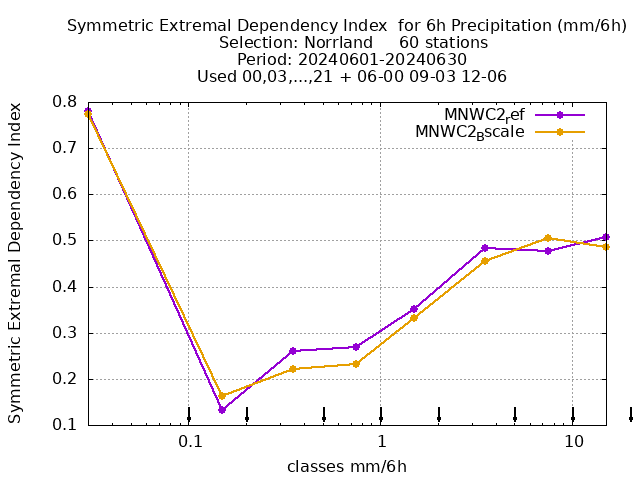 Symmetric Extremal Dependency Index  for 6h Precipitation (mm/6h)
Selection: Norrland     60 stations
Period: 20240601-20240630
Used 00,03,...,21 + 06-00 09-03 12-06
MNWC2ref
MNWC2Bscale
Symmetric Extremal Dependency Index
0.8
0.7
0.6
0.5
0.4
0.3
0.2
0.1
0.1 1 10
classes mm/6h